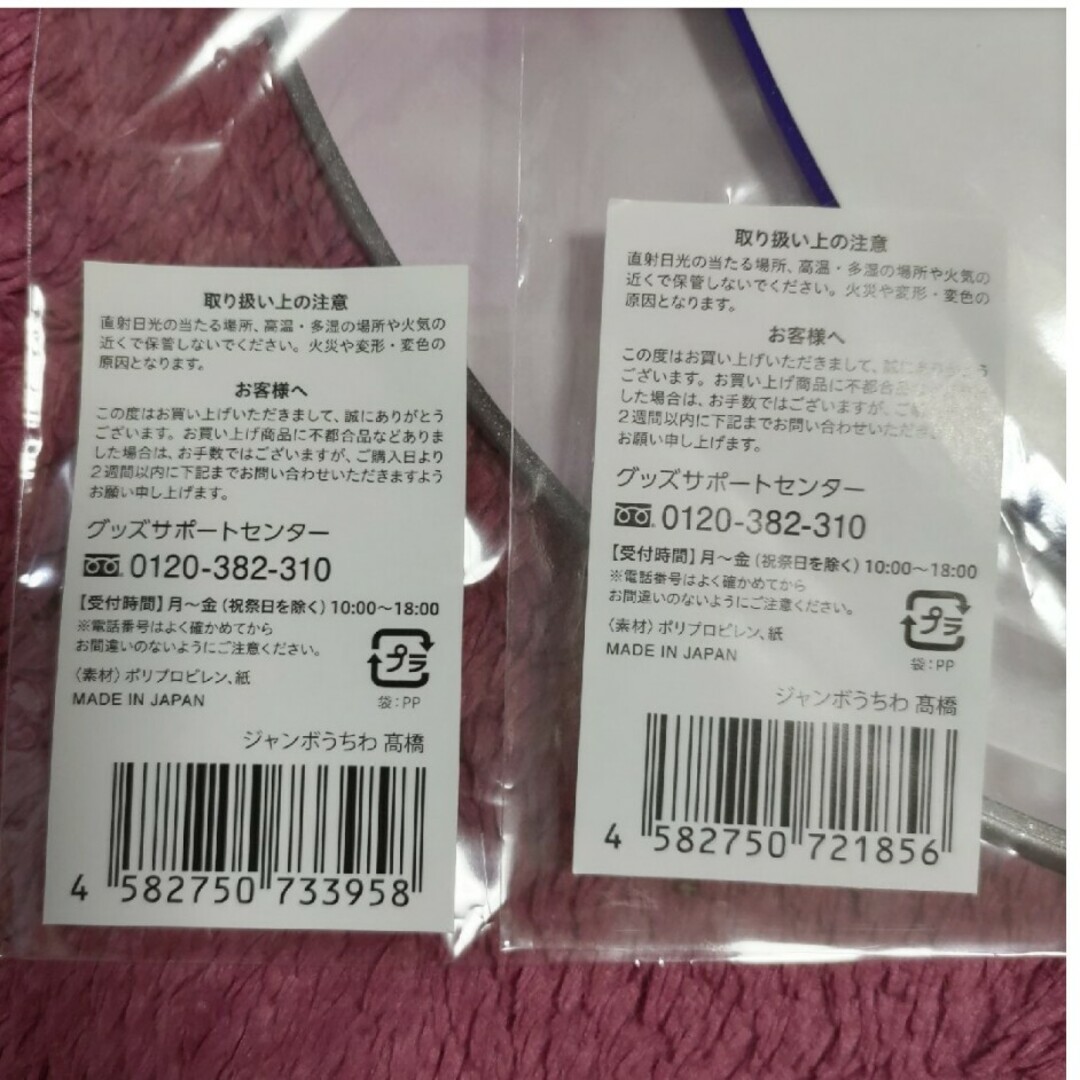 取り扱い上の注意
直射日光の当たる場所、高温・多湿の場所や火気の
近くで保管しないでください。火災や変形・変色の
原因となります。
お客様へ
この度はお買い上げいただきまして、誠にありがとう
ございます。お買い上げ商品に不都合品などありま
した場合は、お手数ではございますが、ご購入日より
2週間以内に下記までお問い合わせいただきますよう
お願い申し上げます。
グッズサポートセンター
0120-382-310
【受付時間】月～金(祝祭日を除く)10:00～18:00
※電話番号はよく確かめてから
お間違いのないようにご注意ください。
〈素材〉ポリプロピレン、紙
MADE IN JAPAN
プラ
袋:PP
ジャンボうちわ 髙橋
4 582750 733958
取り扱い上の注意
直射日光の当たる場所、高温・多湿の場所や火気の
近くで保管しないでください。火災や変形・変色の
原因となります。
お客様へ
この度はお買い上げいただきまして、誠にありがとう
ございます。お買い上げ商品に不都合品
した場合は、お手数ではございますが、ご
2週間以内に下記までお問い合わせいただき
お願い申し上げます。
グッズサポートセンター
0120-382-310
【受付時間】月～金(祝祭日を除く)10:00～18:00
※電話番号はよく確かめてから
お間違いのないようにご注意ください。
〈素材〉ポリプロピレン、紙
MADE IN JAPAN
プラ
袋:PP
ジャンボうちわ 髙橋
4 582750 721856